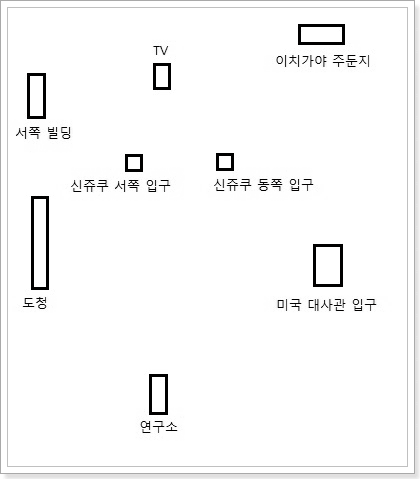 TV
이치가야 주둔지
서쪽 빌딩
신쥬쿠 서쪽 입구
신쥬쿠 동쪽 입구
도청
미국 대사관 입구
연구소